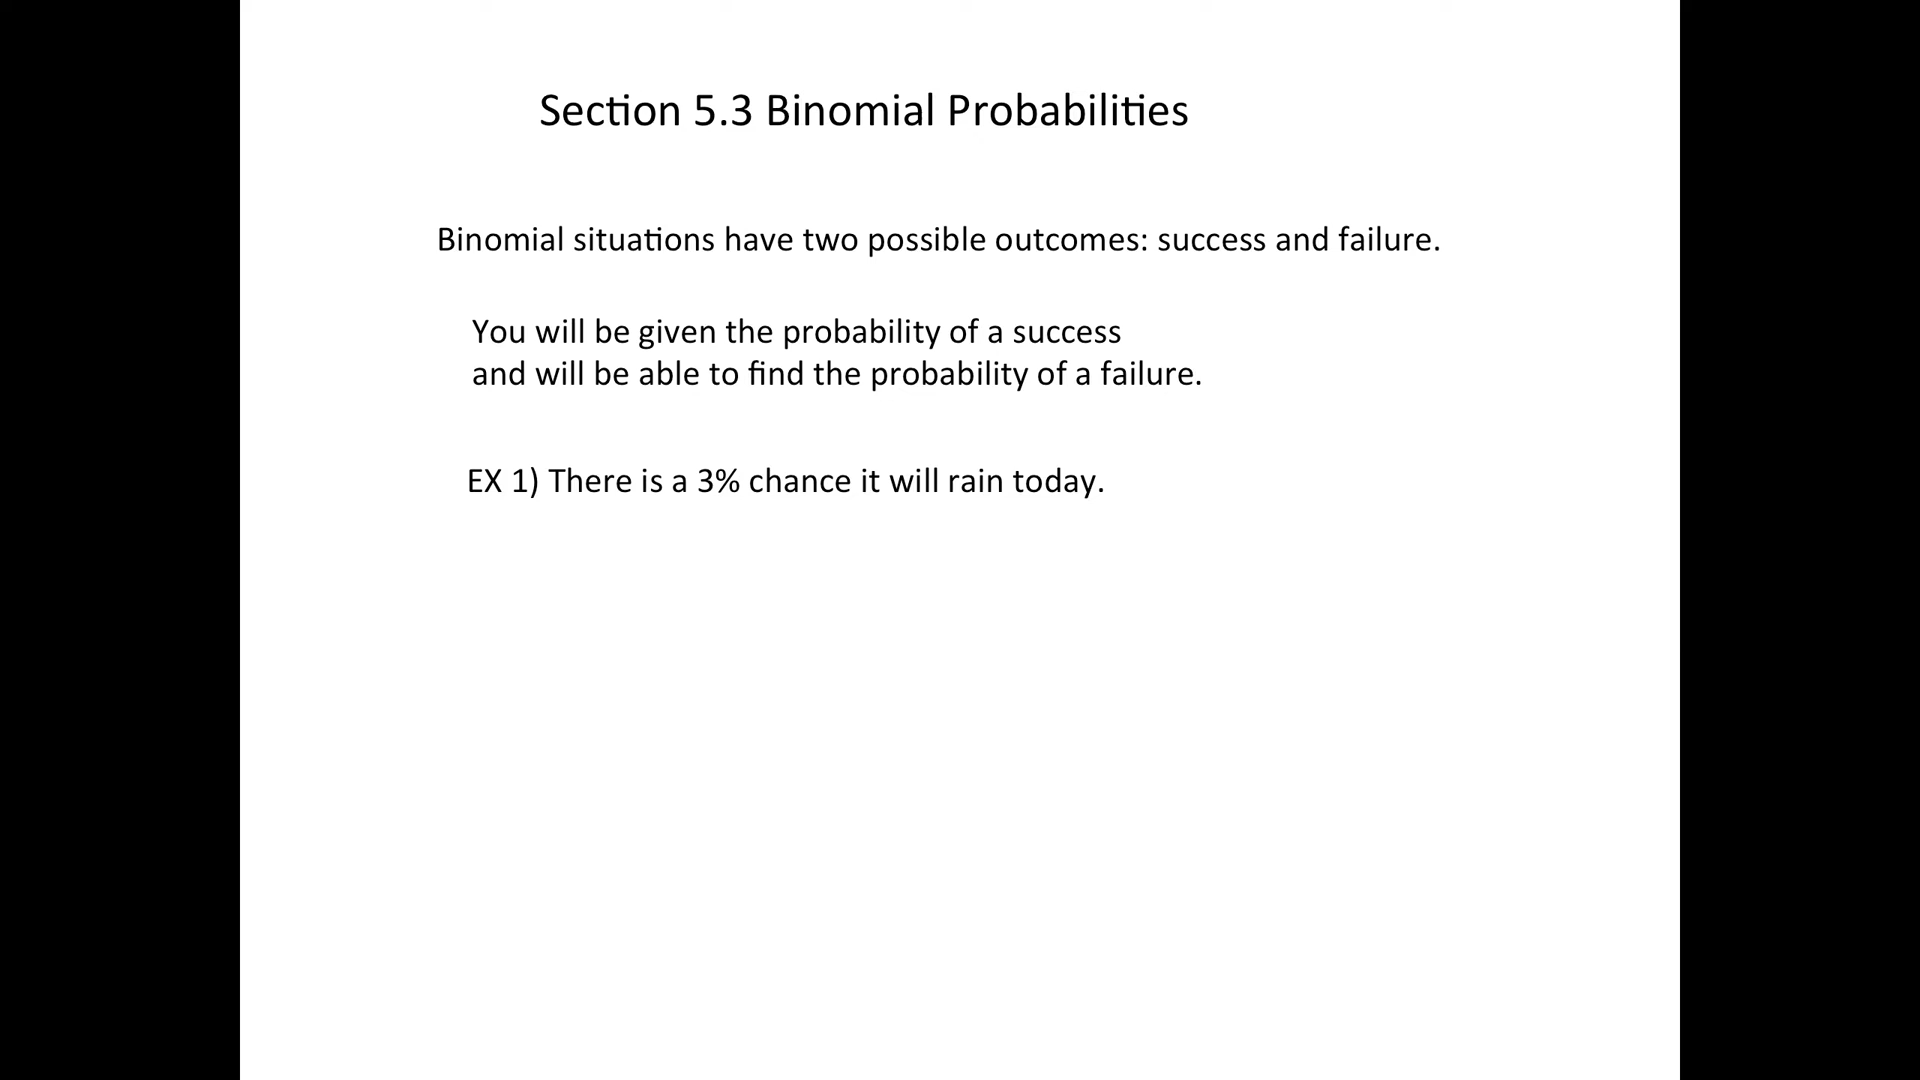 Section 5.3 Binomial Probabilities
Binomial situations have two possible outcomes: success and failure.
You will be given the probability of a success
and will be able to find the probability of a failure.
EX 1) There is a 3% chance it will rain today.